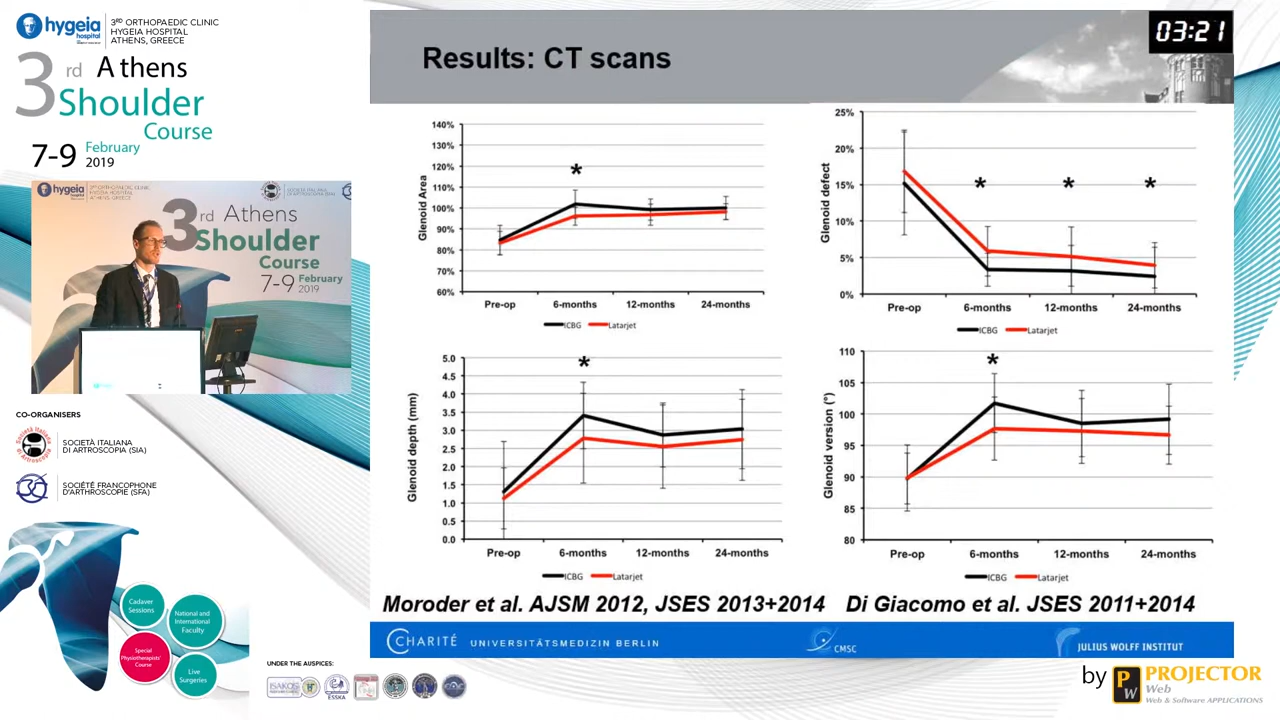 hygeia
hospital
3RD ORTHOPAEDIC CLINIC
HYGEIA HOSPITAL
ATHENS, GREECE
3rd Athens
Shoulder
Course
7-9 February
2019
hygeia
3rd Athens
Shoulder
Course
7-9 February
2019
CO-ORGANISERS
SOCIETÀ ITALIANA
DI ARTROSCOPIA (SIA)
SOCIÉTÉ FRANCOPHONE
D'ARTHROSCOPIE (SFA)
Cadaver
Sessions
National and
International
Faculty
Special
Physiotherapists'
Course
Live
Surgeries
UNDER THE AUSPICES:
ISAKOS
ESSKA
03:21
Results: CT scans
Glenoid Area
140%
130%
120%
110%
100%
90%
80%
70%
60%
*
Pre-op 6-months 12-months 24-months
ICBG Latarjet
Glenoid defect
25%
20%
15%
10%
5%
0%
* * *
Pre-op 6-months 12-months 24-months
ICBG Latarjet
Glenoid depth (mm)
5.0
4.5
4.0
3.5
3.0
2.5
2.0
1.5
1.0
0.5
0.0
*
Pre-op 6-months 12-months 24-months
ICBG Latarjet
Glenoid version (°)
110
105
100
95
90
85
80
*
Pre-op 6-months 12-months 24-months
ICBG Latarjet
Moroder et al. AJSM 2012, JSES 2013+2014 Di Giacomo et al. JSES 2011+2014
CHARITÉ UNIVERSITÄTSMEDIZIN BERLIN
CMSC
JULIUS WOLFF INSTITUT
by PW PROJECTOR
Web
Web & Software APPLICATIONS